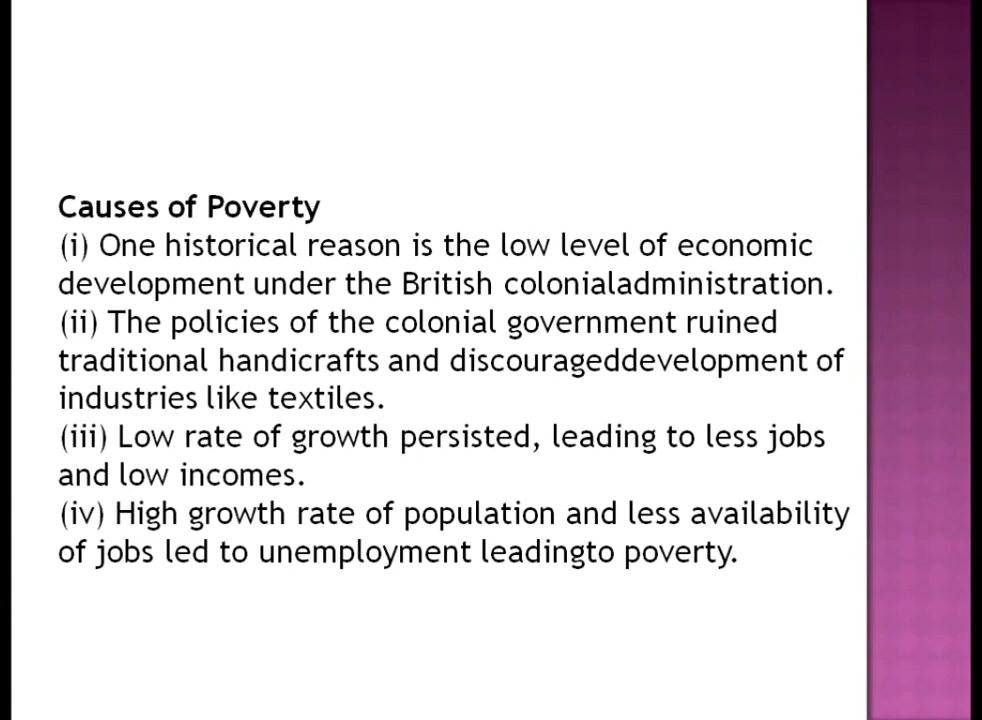 Causes of Poverty
(i) One historical reason is the low level of economic
development under the British colonialadministration.
(ii) The policies of the colonial government ruined
traditional handicrafts and discourageddevelopment of
industries like textiles.
(iii) Low rate of growth persisted, leading to less jobs
and low incomes.
(iv) High growth rate of population and less availability
of jobs led to unemployment leadingto poverty.